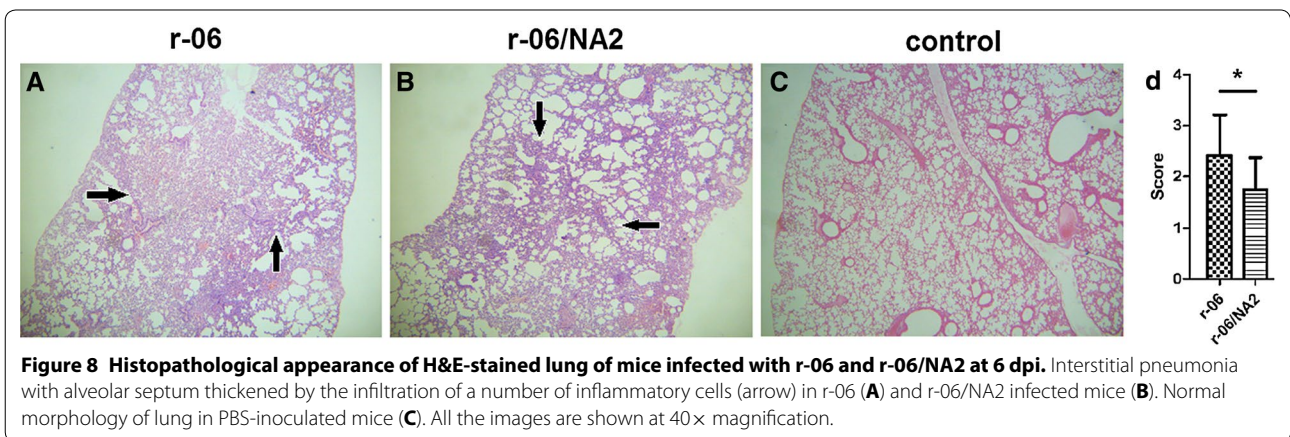 r-06
r-06/NA2
control
A
B
C
d
*
4
3
2
1
0
Score
r-06
r-06/NA2
Figure 8 Histopathological appearance of H&E-stained lung of mice infected with r-06 and r-06/NA2 at 6 dpi. Interstitial pneumonia
with alveolar septum thickened by the infiltration of a number of inflammatory cells (arrow) in r-06 (A) and r-06/NA2 infected mice (B). Normal
morphology of lung in PBS-inoculated mice (C). All the images are shown at 40× magnification.